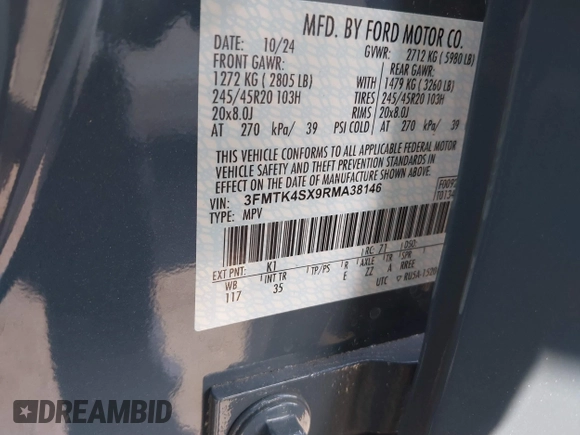 MFD. BY FORD MOTOR CO.
DATE: 10/24 GVWR: 2712 KG (5980 LB)
FRONT GAWR: REAR GAWR:
1272 KG (2805 LB) WITH 1479 KG (3260 LB)
245/45R20 103H TIRES 245/45R20 103H
20x8.0J RIMS 20x8.0J
AT 270 kPa/ 39 PSI COLD AT 270 kPa/ 39
THIS VEHICLE CONFORMS TO ALL APPLICABLE FEDERAL MOTOR
VEHICLE SAFETY AND THEFT PREVENTION STANDARDS IN
EFFECT ON THE DATE OF MANUFACTURE SHOWN ABOVE.
VIN: 3FMTK4SX9RMA38146
TYPE: MPV
EXT PNT: K1 RC: 71 DSO:
WB INT TR TP/PS R AXLE TR SPR
117 35 E ZZ A RREE
UTC
DREAMBID